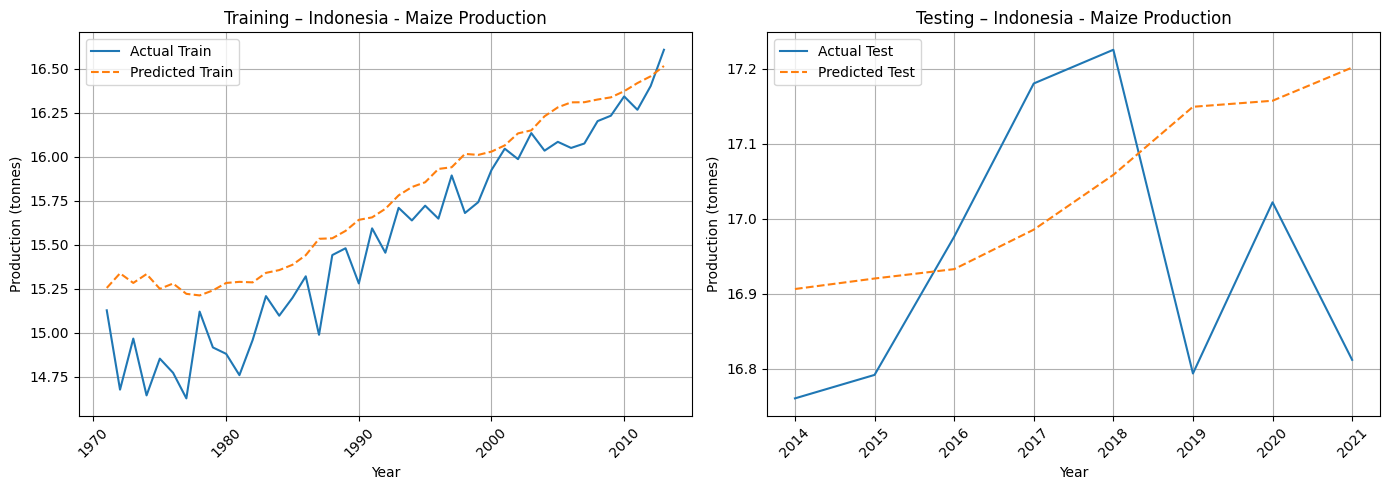 Training – Indonesia - Maize Production
Actual Train
Predicted Train
Production (tonnes)
16.50
16.25
16.00
15.75
15.50
15.25
15.00
14.75
1970
1980
1990
2000
2010
Year
Testing – Indonesia - Maize Production
Actual Test
Predicted Test
Production (tonnes)
17.2
17.1
17.0
16.9
16.8
2014
2015
2016
2017
2018
2019
2020
2021
Year